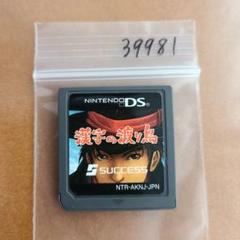 39981
NINTENDO DS
漢字の渡り鳥
S SUCCESS
NTR-AKNJ-JPN